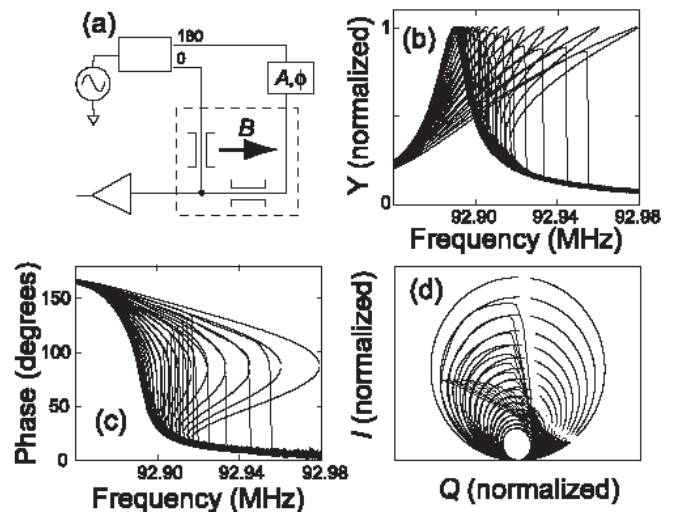 (a)
180
0
A,ϕ
B
(b)
Y (normalized)
1
0
92.90 92.94 92.98
Frequency (MHz)
(c)
Phase (degrees)
150
100
50
0
92.90 92.94 92.98
Frequency (MHz)
(d)
I (normalized)
Q (normalized)